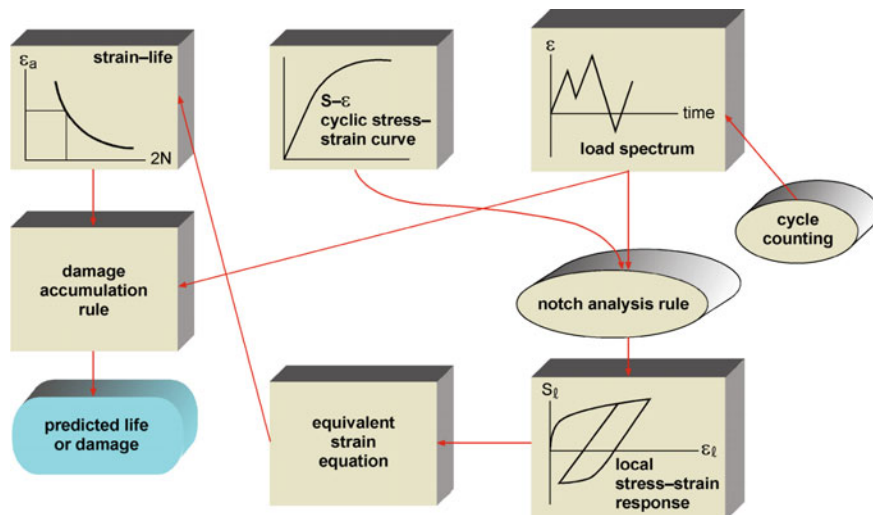 strain–life
εa
2N
S–ε
cyclic stress–
strain curve
ε
time
load spectrum
cycle
counting
damage
accumulation
rule
notch analysis rule
predicted life
or damage
equivalent
strain
equation
Sℓ
εℓ
local
stress–strain
response